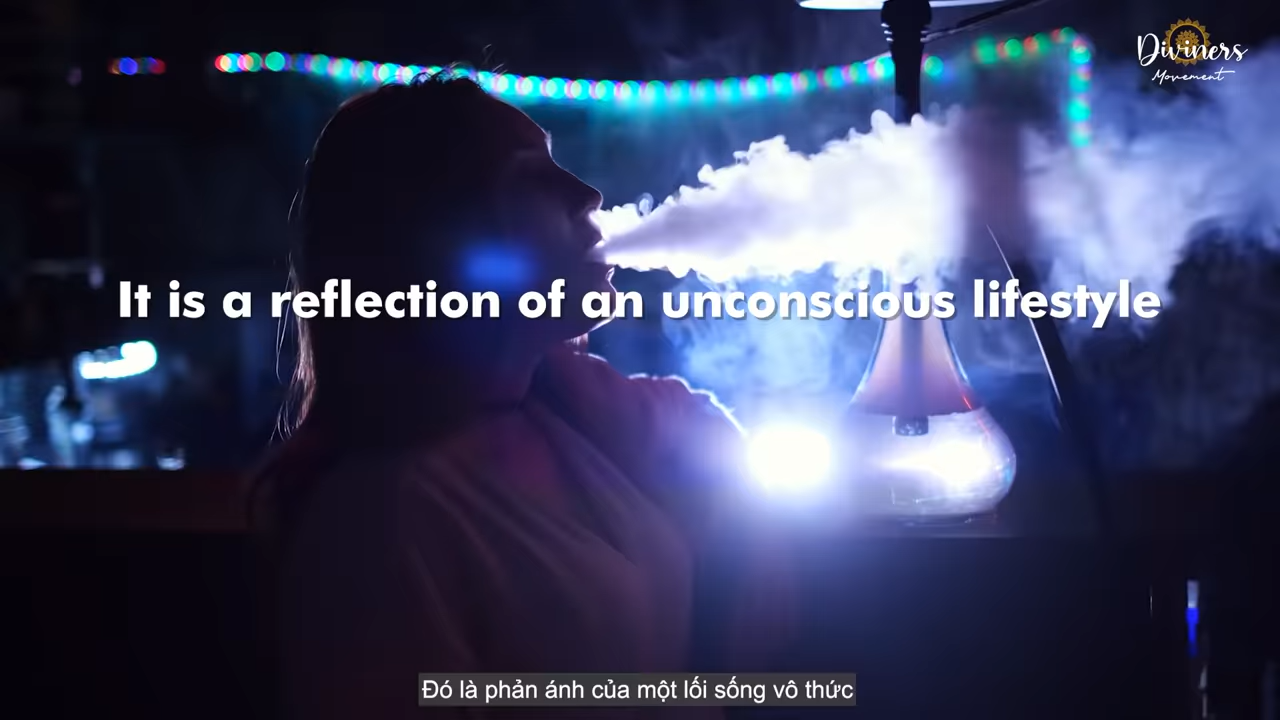 Diviners
Movement
It is a reflection of an unconscious lifestyle
Đó là phản ánh của một lối sống vô thức